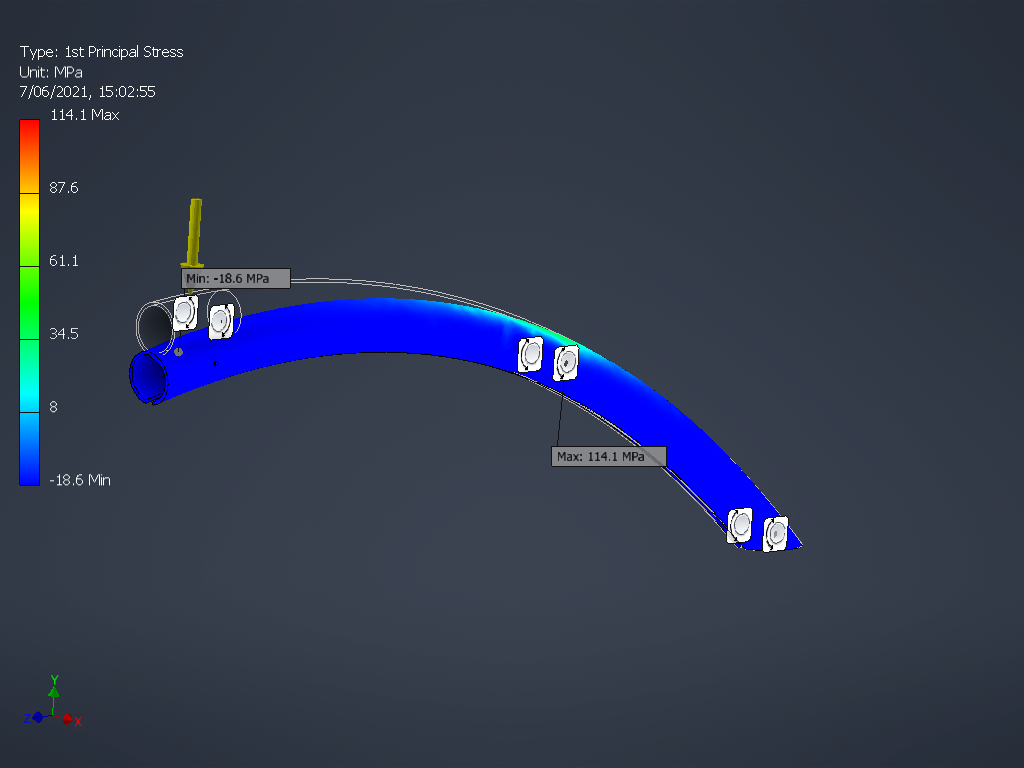 Type: 1st Principal Stress
Unit: MPa
7/06/2021, 15:02:55
114.1 Max
87.6
61.1
34.5
8
-18.6 Min
Min: -18.6 MPa
Max: 114.1 MPa
Y
Z
X